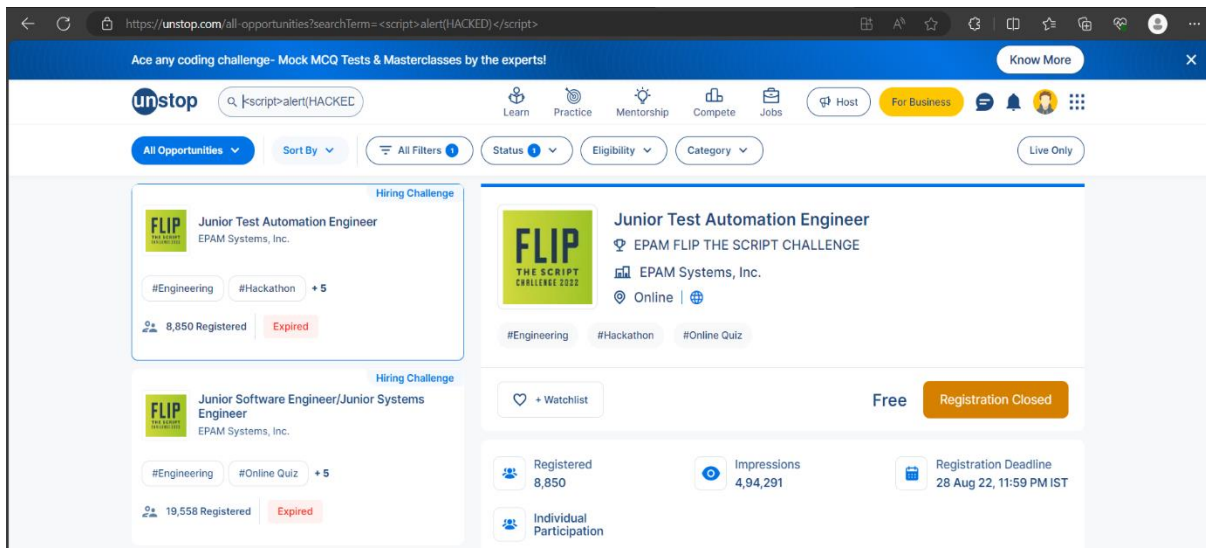 https://unstop.com/all-opportunities?searchTerm=<script>alert(HACKED)</script>
Ace any coding challenge- Mock MCQ Tests & Masterclasses by the experts!
Know More
unstop
<script>alert(HACKED
Learn
Practice
Mentorship
Compete
Jobs
Host
For Business
All Opportunities
Sort By
All Filters 1
Status 1
Eligibility
Category
Live Only
Hiring Challenge
FLIP
THE SCRIPT
CHALLENGE 2022
Junior Test Automation Engineer
EPAM Systems, Inc.
#Engineering
#Hackathon
+ 5
8,850 Registered
Expired
Hiring Challenge
FLIP
THE SCRIPT
CHALLENGE 2022
Junior Software Engineer/Junior Systems
Engineer
EPAM Systems, Inc.
#Engineering
#Online Quiz
+ 5
19,558 Registered
Expired
FLIP
THE SCRIPT
CHALLENGE 2022
Junior Test Automation Engineer
EPAM FLIP THE SCRIPT CHALLENGE
EPAM Systems, Inc.
Online
#Engineering
#Hackathon
#Online Quiz
+ Watchlist
Free
Registration Closed
Registered
8,850
Impressions
4,94,291
Registration Deadline
28 Aug 22, 11:59 PM IST
Individual
Participation